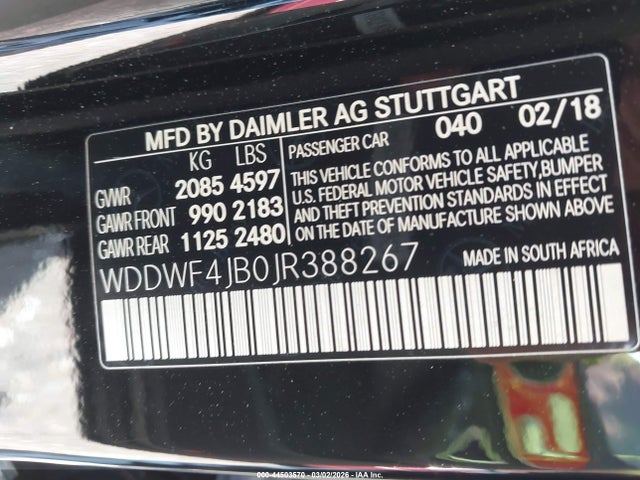 MFD BY DAIMLER AG STUTTGART
KG LBS
GVWR 2085 4597
GAWR FRONT 990 2183
GAWR REAR 1125 2480
PASSENGER CAR 040 02/18
THIS VEHICLE CONFORMS TO ALL APPLICABLE
U.S. FEDERAL MOTOR VEHICLE SAFETY, BUMPER
AND THEFT PREVENTION STANDARDS IN EFFECT
ON THE DATE OF MANUFACTURE SHOWN ABOVE
WDDWF4JB0JR388267
MADE IN SOUTH AFRICA
000-44503570 • 03/02/2026 - IAA Inc.